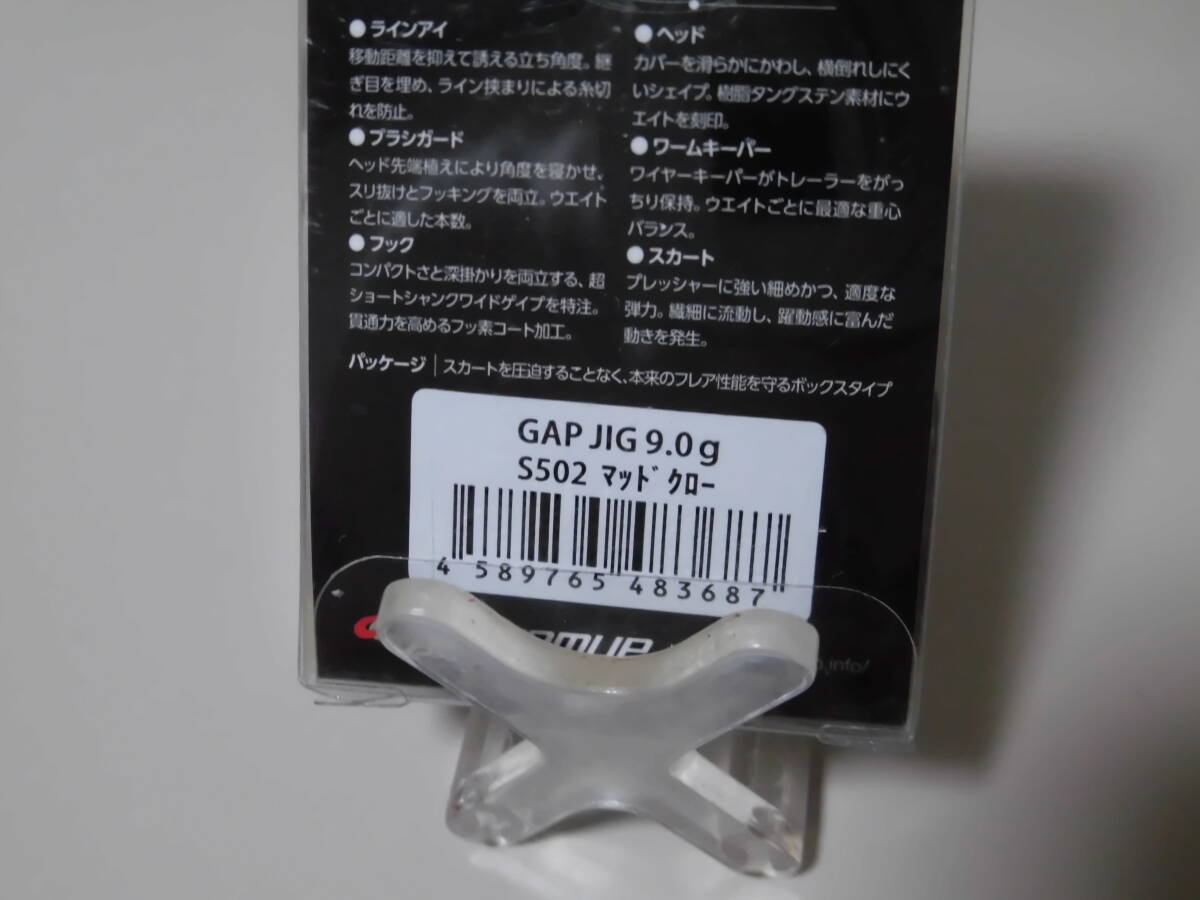 ●ラインアイ
移動距離を抑えて誘える立ち角度。継
ぎ目を埋め、ライン挟まりによる糸切
れを防止。
●ブラシガード
ヘッド先端植えにより角度を寝かせ、
スリ抜けとフッキングを両立。ウエイト
ごとに適した本数。
●フック
コンパクトさと深掛かりを両立する、超
ショートシャンクワイドゲイプを特注。
貫通力を高めるフッ素コート加工。
●ヘッド
カバーを滑らかにかわし、横倒れしにく
いシェイプ。樹脂タングステン素材にウ
エイトを刻印。
●ワームキーパー
ワイヤーキーパーがトレーラーをがっ
ちり保持。ウエイトごとに最適な重心
バランス。
●スカート
プレッシャーに強い細めかつ、適度な
弾力。繊細に流動し、躍動感に富んだ
動きを発生。
パッケージ | スカートを圧迫することなく、本来のフレア性能を守るボックスタイプ
GAP JIG 9.0g
S502 ﾏｯﾄﾞｸﾛｰ
4 589765 483687
.info/